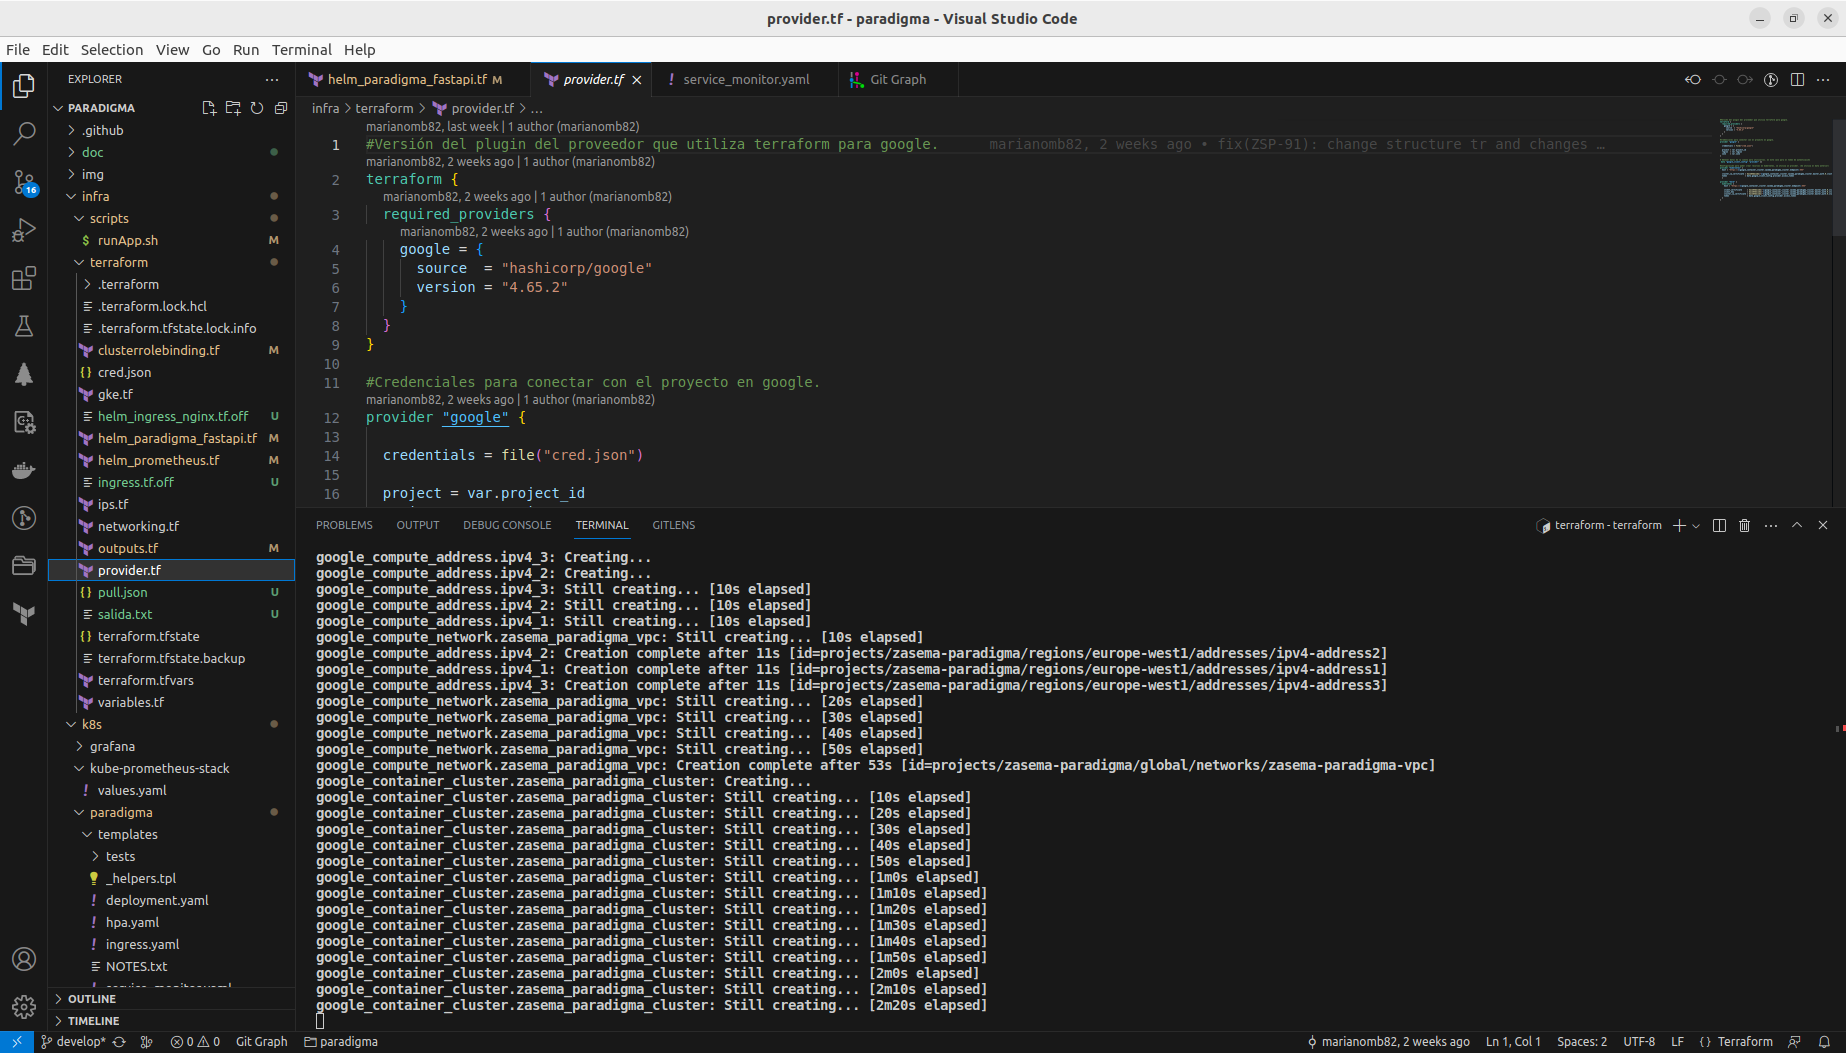 provider.tf - paradigma - Visual Studio Code
File Edit Selection View Go Run Terminal Help
EXPLORER
PARADIGMA
.github
doc
img
infra
scripts
$ runApp.sh M
terraform
.terraform
.terraform.lock.hcl
.terraform.tfstate.lock.info
clusterrolebinding.tf M
{} cred.json
gke.tf
helm_ingress_nginx.tf.off U
helm_paradigma_fastapi.tf M
helm_prometheus.tf M
ingress.tf.off U
ips.tf
networking.tf
outputs.tf M
provider.tf
{} pull.json U
salida.txt U
{} terraform.tfstate
terraform.tfstate.backup
terraform.tfvars
variables.tf
k8s
grafana
kube-prometheus-stack
! values.yaml
paradigma
templates
tests
_helpers.tpl
! deployment.yaml
! hpa.yaml
! ingress.yaml
NOTES.txt
OUTLINE
TIMELINE
16
helm_paradigma_fastapi.tf M
provider.tf
! service_monitor.yaml
Git Graph
infra > terraform > provider.tf > ...
marianomb82, last week | 1 author (marianomb82)
1 #Versión del plugin del proveedor que utiliza terraform para google. marianomb82, 2 weeks ago • fix(ZSP-91): change structure tr and changes …
marianomb82, 2 weeks ago | 1 author (marianomb82)
2 terraform {
marianomb82, 2 weeks ago | 1 author (marianomb82)
3 required_providers {
marianomb82, 2 weeks ago | 1 author (marianomb82)
4 google = {
5 source = "hashicorp/google"
6 version = "4.65.2"
7 }
8 }
9 }
10
11 #Credenciales para conectar con el proyecto en google.
marianomb82, 2 weeks ago | 1 author (marianomb82)
12 provider "google" {
13
14 credentials = file("cred.json")
15
16 project = var.project_id
PROBLEMS OUTPUT DEBUG CONSOLE TERMINAL GITLENS
terraform - terraform
google_compute_address.ipv4_3: Creating...
google_compute_address.ipv4_2: Creating...
google_compute_address.ipv4_3: Still creating... [10s elapsed]
google_compute_address.ipv4_2: Still creating... [10s elapsed]
google_compute_address.ipv4_1: Still creating... [10s elapsed]
google_compute_network.zasema_paradigma_vpc: Still creating... [10s elapsed]
google_compute_address.ipv4_2: Creation complete after 11s [id=projects/zasema-paradigma/regions/europe-west1/addresses/ipv4-address2]
google_compute_address.ipv4_1: Creation complete after 11s [id=projects/zasema-paradigma/regions/europe-west1/addresses/ipv4-address1]
google_compute_address.ipv4_3: Creation complete after 11s [id=projects/zasema-paradigma/regions/europe-west1/addresses/ipv4-address3]
google_compute_network.zasema_paradigma_vpc: Still creating... [20s elapsed]
google_compute_network.zasema_paradigma_vpc: Still creating... [30s elapsed]
google_compute_network.zasema_paradigma_vpc: Still creating... [40s elapsed]
google_compute_network.zasema_paradigma_vpc: Still creating... [50s elapsed]
google_compute_network.zasema_paradigma_vpc: Creation complete after 53s [id=projects/zasema-paradigma/global/networks/zasema-paradigma-vpc]
google_container_cluster.zasema_paradigma_cluster: Creating...
google_container_cluster.zasema_paradigma_cluster: Still creating... [10s elapsed]
google_container_cluster.zasema_paradigma_cluster: Still creating... [20s elapsed]
google_container_cluster.zasema_paradigma_cluster: Still creating... [30s elapsed]
google_container_cluster.zasema_paradigma_cluster: Still creating... [40s elapsed]
google_container_cluster.zasema_paradigma_cluster: Still creating... [50s elapsed]
google_container_cluster.zasema_paradigma_cluster: Still creating... [1m0s elapsed]
google_container_cluster.zasema_paradigma_cluster: Still creating... [1m10s elapsed]
google_container_cluster.zasema_paradigma_cluster: Still creating... [1m20s elapsed]
google_container_cluster.zasema_paradigma_cluster: Still creating... [1m30s elapsed]
google_container_cluster.zasema_paradigma_cluster: Still creating... [1m40s elapsed]
google_container_cluster.zasema_paradigma_cluster: Still creating... [1m50s elapsed]
google_container_cluster.zasema_paradigma_cluster: Still creating... [2m0s elapsed]
google_container_cluster.zasema_paradigma_cluster: Still creating... [2m10s elapsed]
google_container_cluster.zasema_paradigma_cluster: Still creating... [2m20s elapsed]
develop* 0 0 Git Graph paradigma
marianomb82, 2 weeks ago Ln 1, Col 1 Spaces: 2 UTF-8 LF {} Terraform